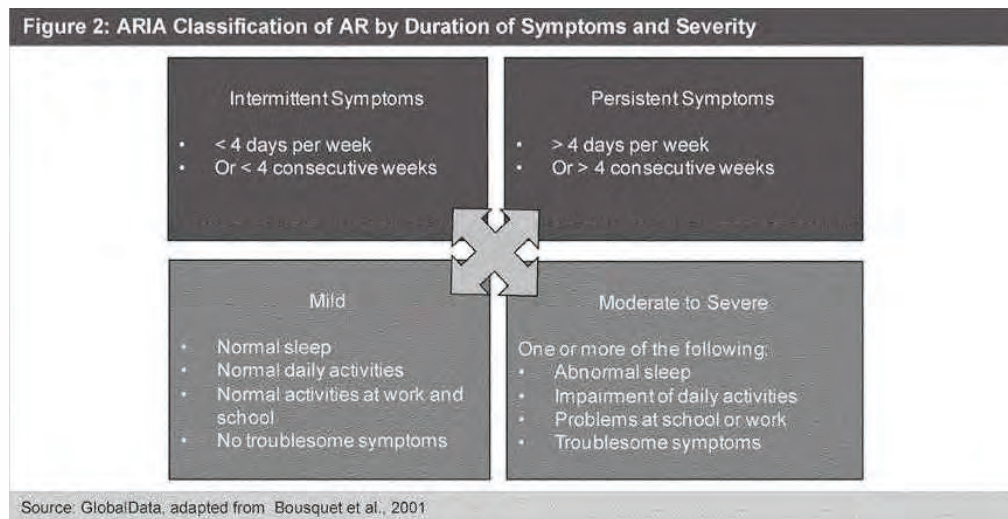 Figure 2: ARIA Classification of AR by Duration of Symptoms and Severity
Intermittent Symptoms
• < 4 days per week
• Or < 4 consecutive weeks
Persistent Symptoms
• > 4 days per week
• Or > 4 consecutive weeks
Mild
• Normal sleep
• Normal daily activities
• Normal activities at work and
school
• No troublesome symptoms
Moderate to Severe
One or more of the following:
• Abnormal sleep
• Impairment of daily activities
• Problems at school or work
• Troublesome symptoms
Source: GlobalData, adapted from Bousquet et al., 2001